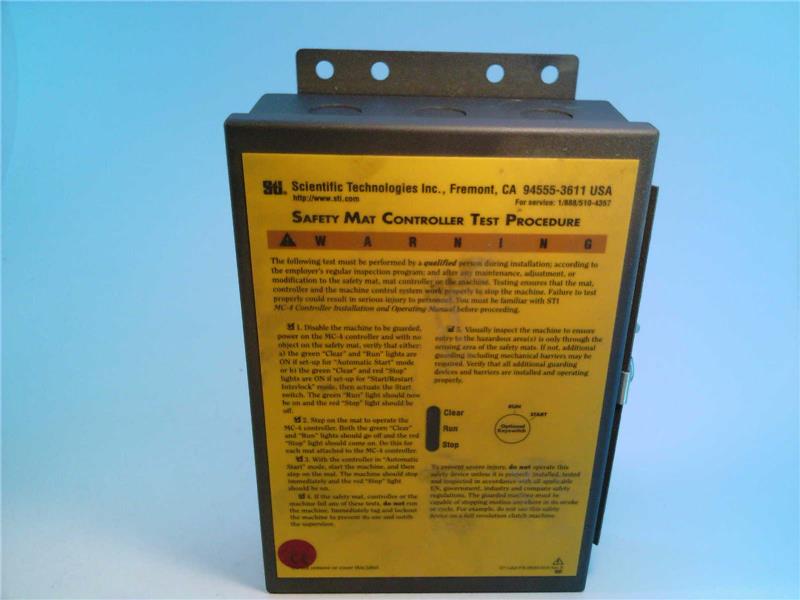 STI. Scientific Technologies Inc., Fremont, CA 94555-3611 USA
http://www.sti.com For service: 1/888/510-4357
SAFETY MAT CONTROLLER TEST PROCEDURE
WARNING
The following test must be performed by a qualified person during installation; according to
the employer's regular inspection program; and after any maintenance, adjustment, or
modification to the safety mat, mat controller or the machine. Testing ensures that the mat,
controller and the machine control system work properly to stop the machine. Failure to test
properly could result in serious injury to personnel. You must be familiar with STI
MC-4 Controller Installation and Operating Manual before proceeding.
1. Disable the machine to be guarded,
power on the MC-4 controller and with no
object on the safety mat, verify that either:
a) the green "Clear" and "Run" lights are
ON if set-up for "Automatic Start" mode
or b) the green "Clear" and red "Stop"
lights are ON if set-up for "Start/Restart
Interlock" mode, then actuate the Start
switch. The green "Run" light should now
be on and the red "Stop" light should be
off.
2. Step on the mat to operate the
MC-4 controller. Both the green "Clear"
and "Run" lights should go off and the red
"Stop" light should come on. Do this for
each mat attached to the MC-4 controller.
3. With the controller in "Automatic
Start" mode, start the machine, and then
step on the mat. The machine should stop
immediately and the red "Stop" light
should be on.
4. If the safety mat, controller or the
machine fail any of these tests, do not run
the machine. Immediately tag and lockout
the machine to prevent its use and notify
the supervisor.
5. Visually inspect the machine to ensure
entry to the hazardous area(s) is only through the
sensing area of the safety mats. If not, additional
guarding including mechanical barriers may be
required. Verify that all additional guarding
devices and barriers are installed and operating
properly.
Clear
Run
Stop
RUN
START
Optional
Keyswitch
To prevent severe injury, do not operate this
safety device unless it is properly installed, tested
and inspected in accordance with all applicable
EN, government, industry and company safety
regulations. The guarded machine must be
capable of stopping motion anywhere in its stroke
or cycle. For example, do not use this safety
device on a full revolution clutch machine.
remove or cover this label